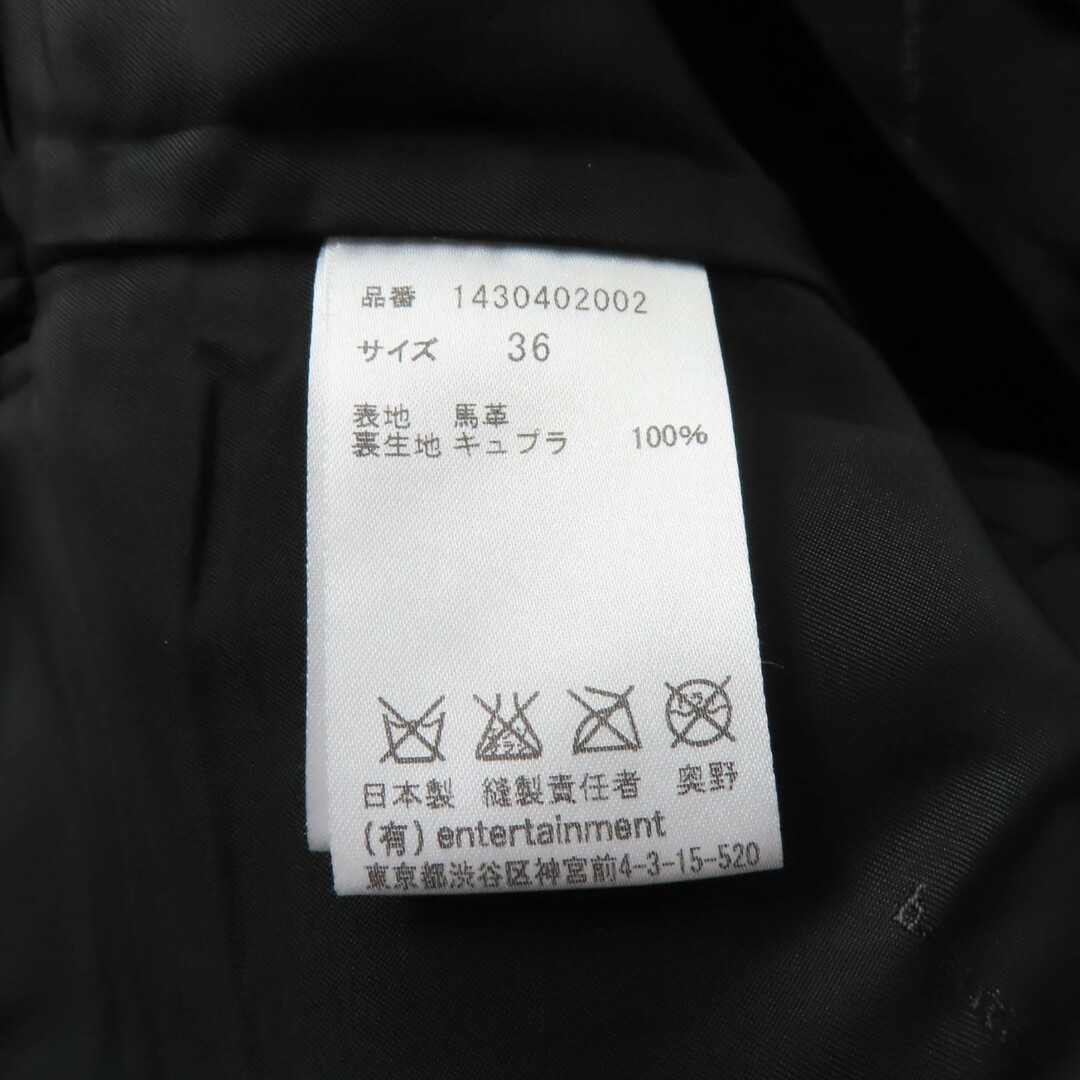 品番 1430402002
サイズ 36
表地 馬革
裏生地 キュプラ 100%
日本製 縫製責任者 奥野
(有) entertainment
東京都渋谷区神宮前4-3-15-520